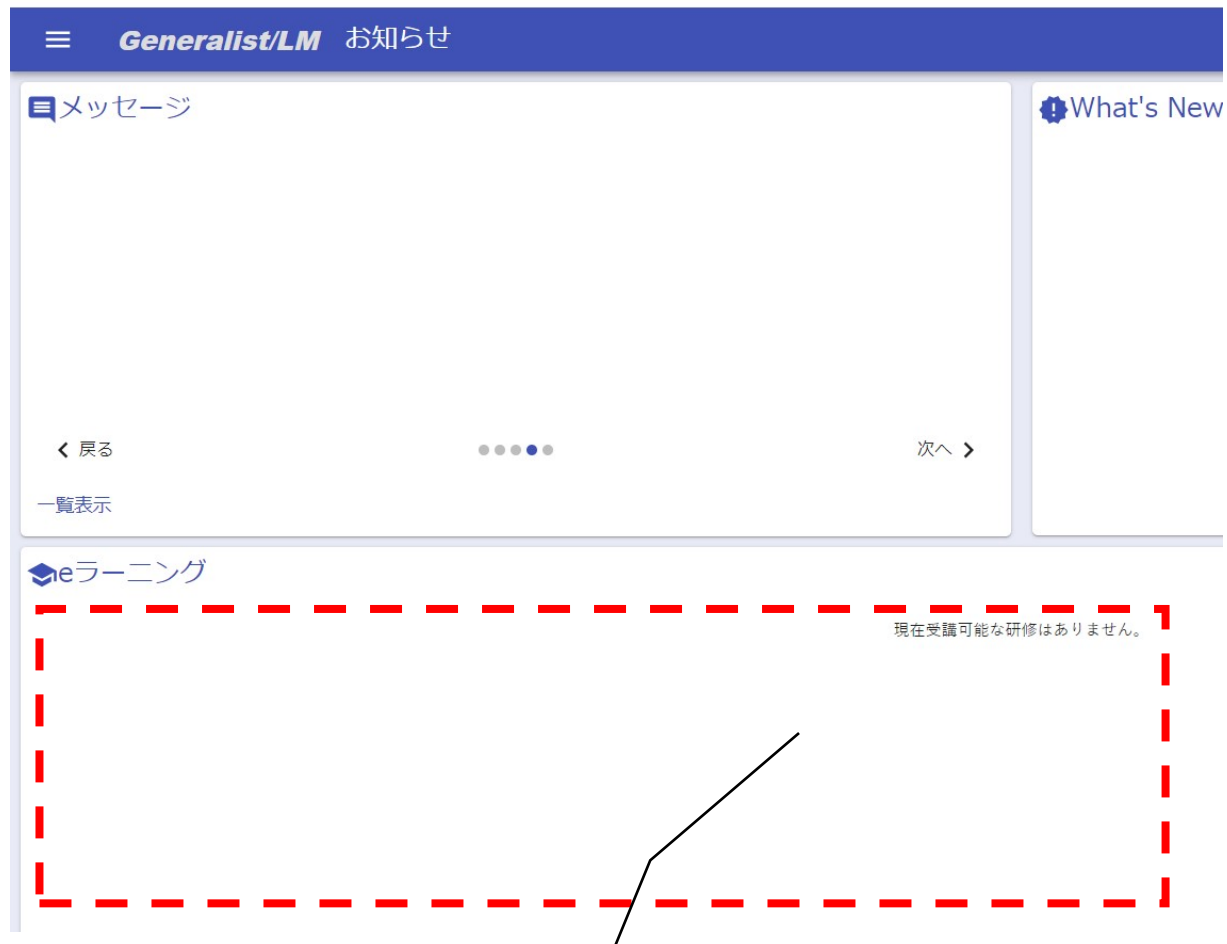 Generalist/LM お知らせ
メッセージ
What's New
戻る
次へ
一覧表示
eラーニング
現在受講可能な研修はありません。